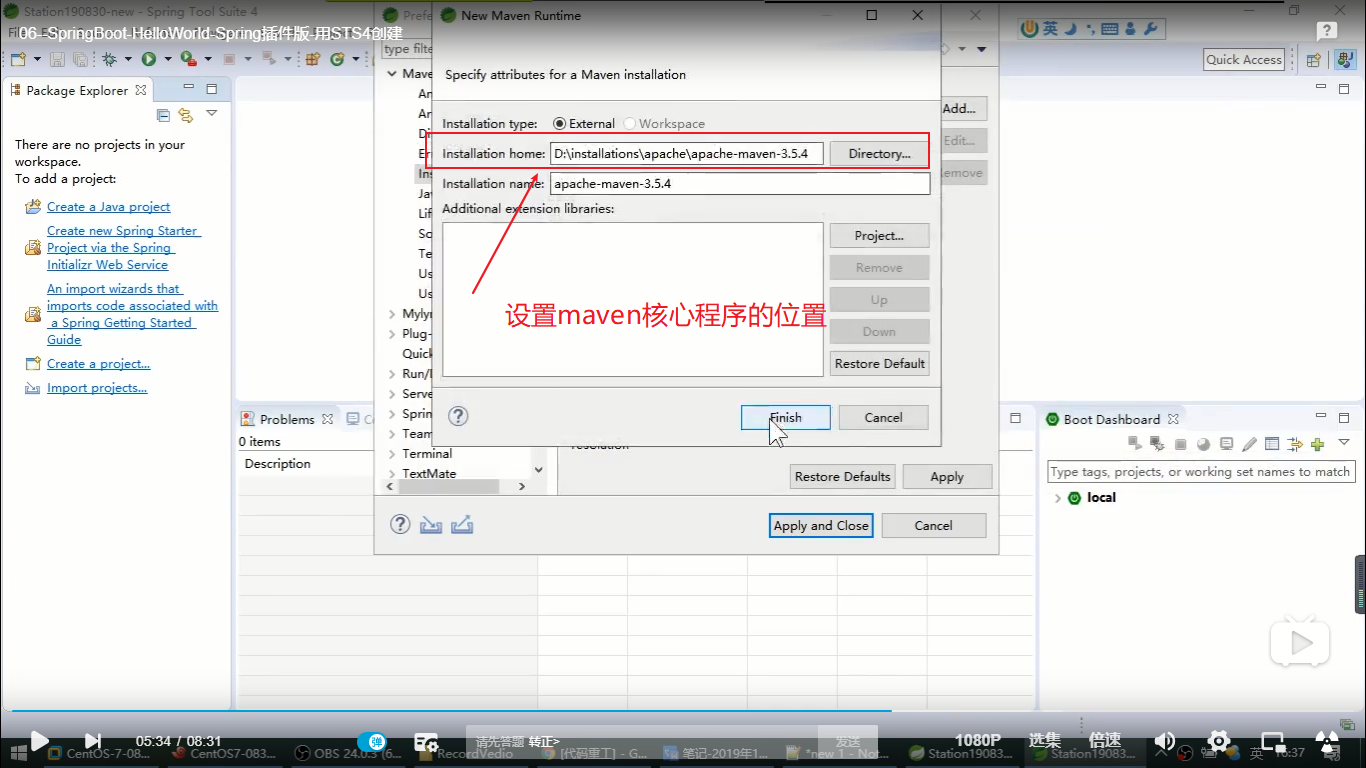 Station190830-new - Spring Tool Suite 4
06--SpringBoot-HelloWorld-Spring插件版-用STS4创建
New Maven Runtime
英
type filte
Quick Access
Package Explorer
There are no projects in your
workspace.
To add a project:
Create a Java project
Create new Spring Starter
Project via the Spring
Initializr Web Service
An import wizards that
imports code associated with
a Spring Getting Started
Guide
Create a project...
Import projects...
Mave
An
An
Di
Er
Ins
Ja
Lif
So
Te
Us
Us
Mylyn
Plug-
Quick
Run/
Serve
Sprin
Team
Terminal
TextMate
Specify attributes for a Maven installation
Installation type:
External
Workspace
Installation home:
D:\installations\apache\apache-maven-3.5.4
Directory...
Installation name:
apache-maven-3.5.4
Additional extension libraries:
Project...
Remove
Up
Down
Restore Default
设置maven核心程序的位置
Finish
Cancel
Add...
Edit...
emove
Restore Defaults
Apply
Apply and Close
Cancel
Problems
0 items
Description
Boot Dashboard
Type tags, projects, or working set names to match
local
05:34 / 08:31
弹
请先答题 转正>
发送
1080P
选集
倍速
CentOS-7-08...
CentOS7-083...
OBS 24.0.3 (6...
RecordVedio
[代码重工] - G...
笔记-2019年1...
*new 1 - Not...
Station19083...
Station19083...
英
16:37